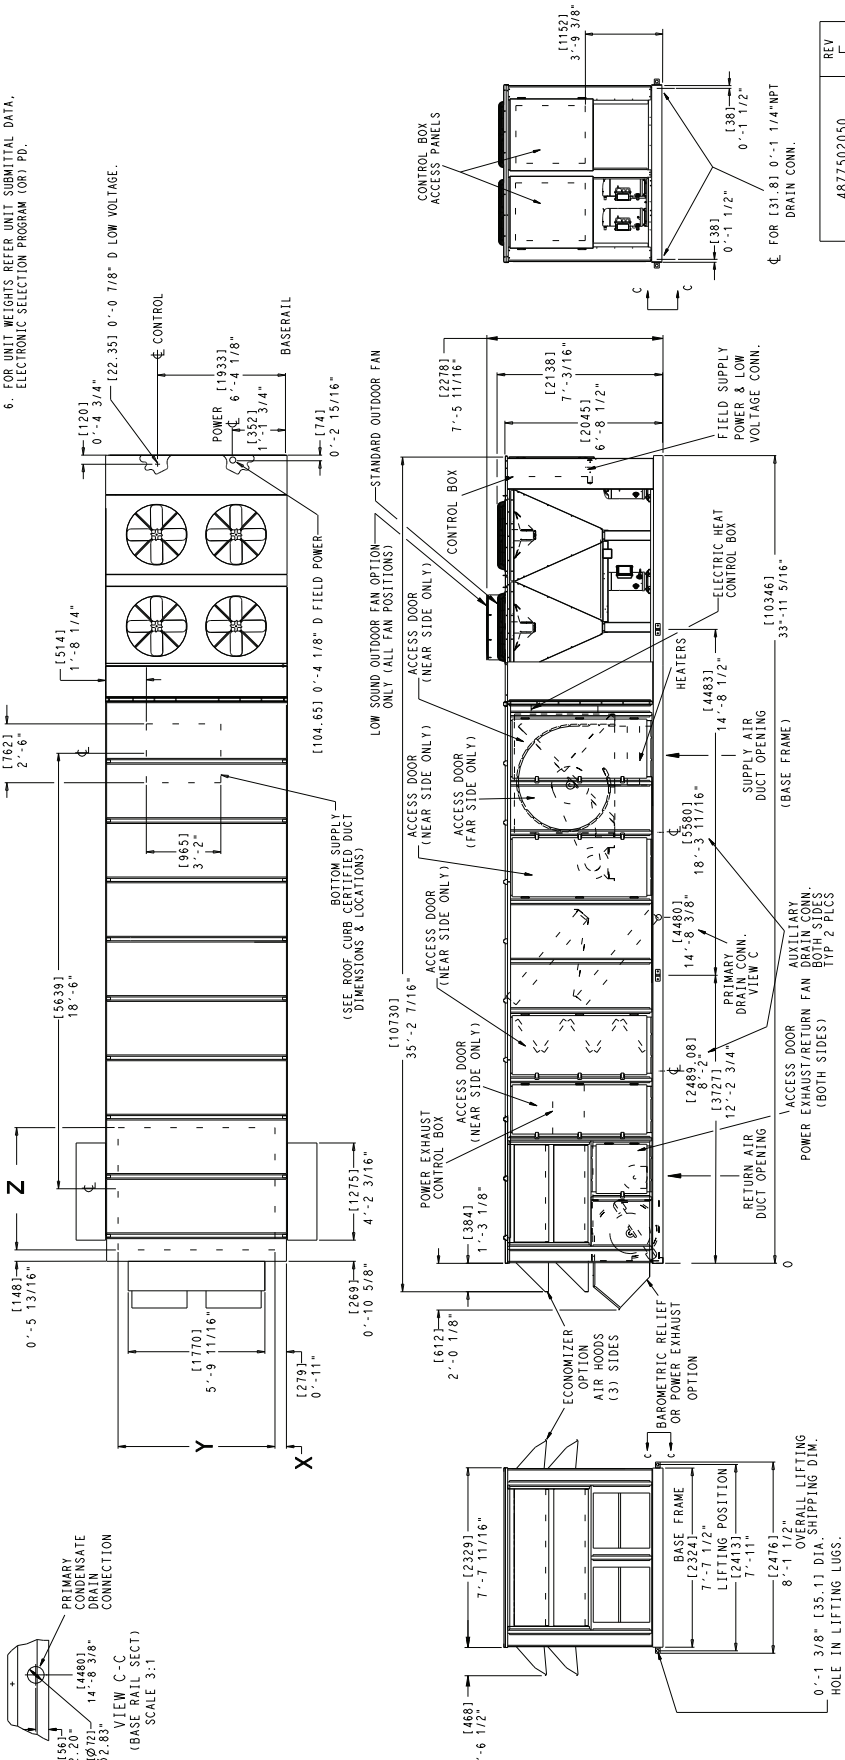 6. FOR UNIT WEIGHTS REFER UNIT SUBMITTAL DATA,
ELECTRONIC SELECTION PROGRAM (OR) PD.
[120]
0'-4 3/4"
[22.35] 0'-0 7/8" D LOW VOLTAGE.
℄ CONTROL
POWER
℄
[1933]
6'-4 1/8"
[352]
1'-1 3/4"
BASERAIL
[74]
0'-2 15/16"
[104.65] 0'-4 1/8" D FIELD POWER
[514]
1'-8 1/4"
[762]
2'-6"
℄
[965]
3'-2"
BOTTOM SUPPLY
(SEE ROOF CURB CERTIFIED DUCT
DIMENSIONS & LOCATIONS)
[5639]
18'-6"
Z
℄
[148]
0'-5 13/16"
[1275]
4'-2 3/16"
[269]
0'-10 5/8"
[1770]
5'-9 11/16"
[279]
0'-11"
Y
X
PRIMARY
CONDENSATE
DRAIN
CONNECTION
[4480]
14'-8 3/8"
[56]
2.20"
[Ø72]
2.83"
VIEW C-C
(BASE RAIL SECT)
SCALE 3:1
CONTROL BOX
ACCESS PANELS
[1152]
3'-9 3/8"
[38]
0'-1 1/2"
[38]
0'-1 1/2"
℄ FOR [31.8] 0'-1 1/4"NPT
DRAIN CONN.
C
C
REV
4877502050
[2278]
7'-5 11/16"
[2138]
7'-3/16"
[2045]
6'-8 1/2"
STANDARD OUTDOOR FAN
LOW SOUND OUTDOOR FAN OPTION
ONLY (ALL FAN POSITIONS)
CONTROL BOX
FIELD SUPPLY
POWER & LOW
VOLTAGE CONN.
ACCESS DOOR
(NEAR SIDE ONLY)
ACCESS DOOR
(NEAR SIDE ONLY)
ACCESS DOOR
(FAR SIDE ONLY)
ACCESS DOOR
(NEAR SIDE ONLY)
ACCESS DOOR
(NEAR SIDE ONLY)
POWER EXHAUST
CONTROL BOX
[10730]
35'-2 7/16"
[384]
1'-3 1/8"
[612]
2'-0 1/8"
ELECTRIC HEAT
CONTROL BOX
HEATERS
[10346]
33"-11 5/16"
(BASE FRAME)
[4483]
14'-8 1/2"
SUPPLY AIR
DUCT OPENING
℄
[5580]
18'-3 11/16"
[4480]
14'-8 3/8"
PRIMARY
DRAIN CONN.
VIEW C
AUXILIARY
DRAIN CONN.
BOTH SIDES
TYP 2 PLCS
℄
[2489.08]
8'-2"
[3727]
12'-2 3/4"
ACCESS DOOR
POWER EXHAUST/RETURN FAN
(BOTH SIDES)
RETURN AIR
DUCT OPENING
0
ECONOMIZER
OPTION
AIR HOODS
(3) SIDES
BAROMETRIC RELIEF
OR POWER EXHAUST
OPTION
C
C
[2329]
7'-7 11/16"
[468]
'-6 1/2"
BASE FRAME
[2324]
7'-7 1/2"
LIFTING POSITION
[2413]
7'-11"
[2476]
8'-1 1/2"
OVERALL LIFTING
SHIPPING DIM.
0'-1 3/8" [35.1] DIA.
HOLE IN LIFTING LUGS.